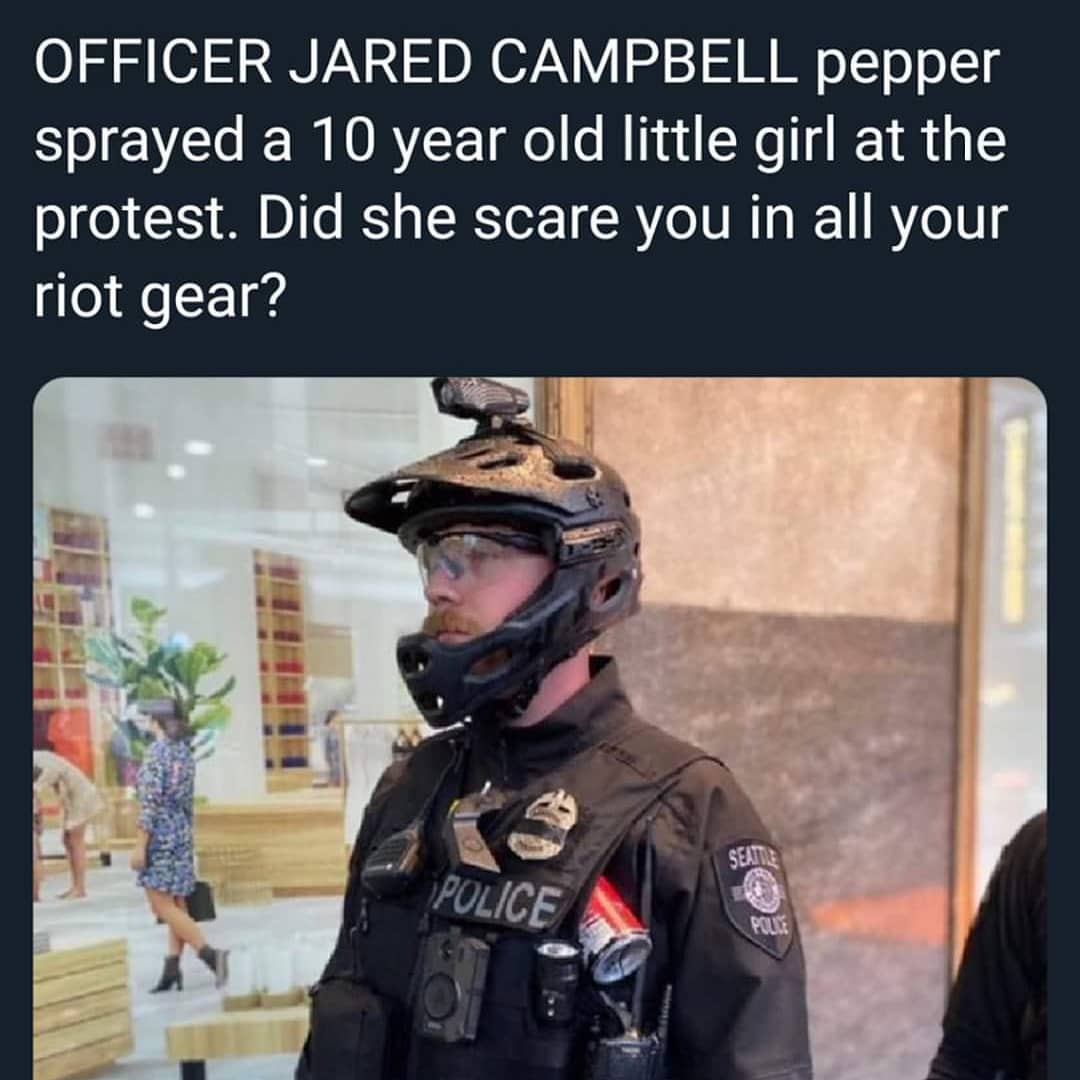 OFFICER JARED CAMPBELL pepper
sprayed a 10 year old little girl at the
protest. Did she scare you in all your
riot gear?
POLICE
SEATTLE
POLICE